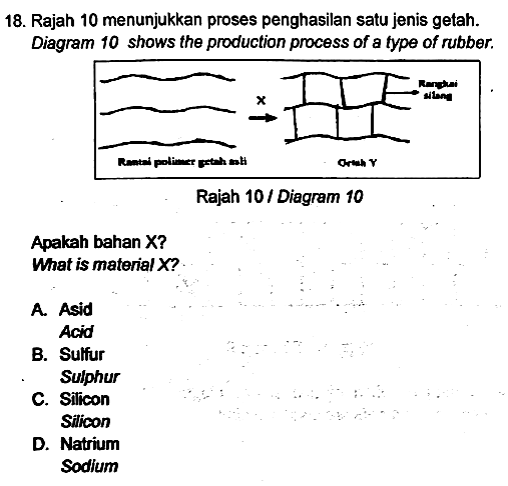 18. Rajah 10 menunjukkan proses penghasilan satu jenis getah.
Diagram 10 shows the production process of a type of rubber.
Rangkai
silang
X
Rantai polimer getah asli
Getah Y
Rajah 10 / Diagram 10
Apakah bahan X?
What is material X?
A. Asid
Acid
B. Sulfur
Sulphur
C. Silicon
Silicon
D. Natrium
Sodium